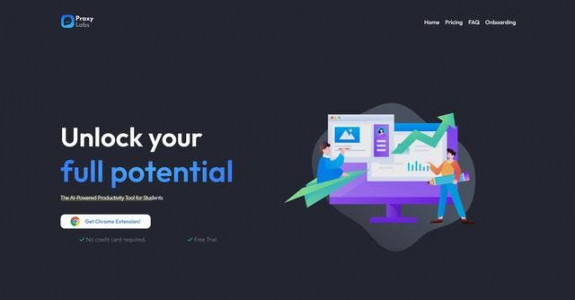 Proxy
Labs
Home Pricing FAQ Onboarding
Unlock your
full potential
The AI-Powered Productivity Tool for Students
Get Chrome Extension!
No credit card required.
Free Trial